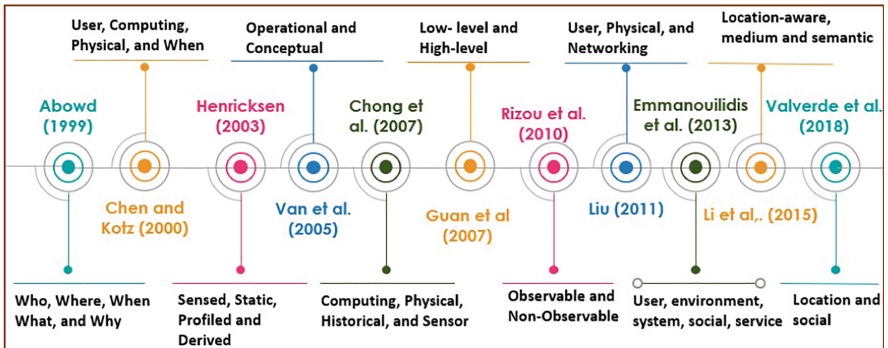 User, Computing,
Physical, and When
Operational and
Conceptual
Low- level and
High-level
User, Physical, and
Networking
Location-aware,
medium and semantic
Abowd
(1999)
Henricksen
(2003)
Chong et
al. (2007)
Rizou et al.
(2010)
Emmanouilidis
et al. (2013)
Valverde et al.
(2018)
Chen and
Kotz (2000)
Van et al.
(2005)
Guan et al
(2007)
Liu (2011)
Li et al,. (2015)
Who, Where, When
What, and Why
Sensed, Static,
Profiled and
Derived
Computing, Physical,
Historical, and Sensor
Observable and
Non-Observable
User, environment,
system, social, service
Location and
social